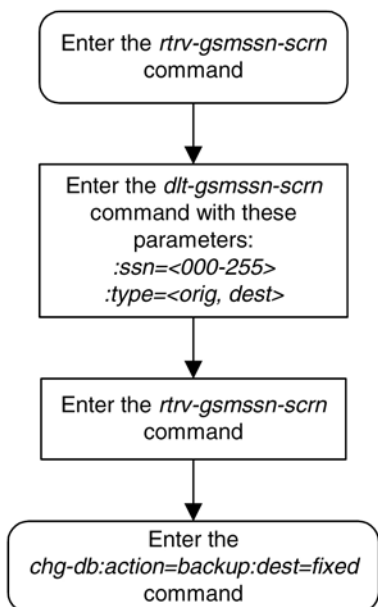 Enter the rtrv-gsmssn-scrn
command
Enter the dlt-gsmssn-scrn
command with these
parameters:
:ssn=<000-255>
:type=<orig, dest>
Enter the rtrv-gsmssn-scrn
command
Enter the
chg-db:action=backup:dest=fixed
command